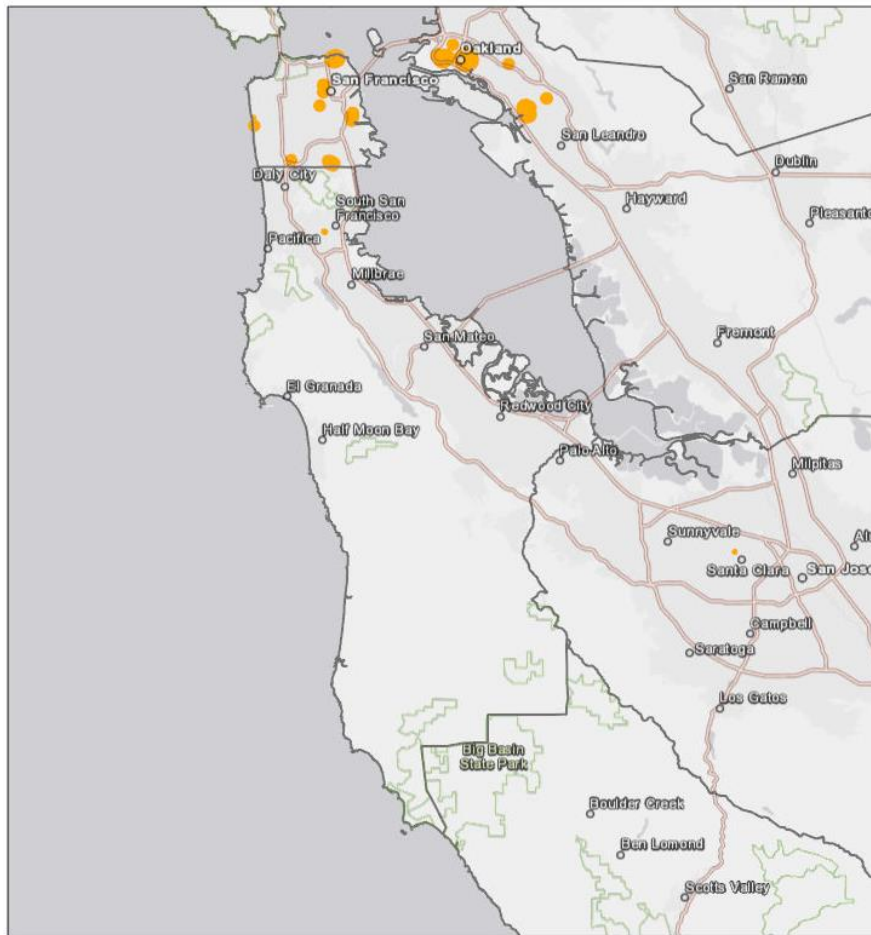 Oakland
San Francisco
San Ramon
San Leandro
Dublin
Daly City
Hayward
South San
Francisco
Pleasanto
Pacifica
Millbrae
Fremont
San Mateo
El Granada
Redwood City
Half Moon Bay
Palo Alto
Milpitas
Sunnyvale
Al
Santa Clara
San Jose
Campbell
Saratoga
Los Gatos
Big Basin
State Park
Boulder Creek
Ben Lomond
Scotts Valley